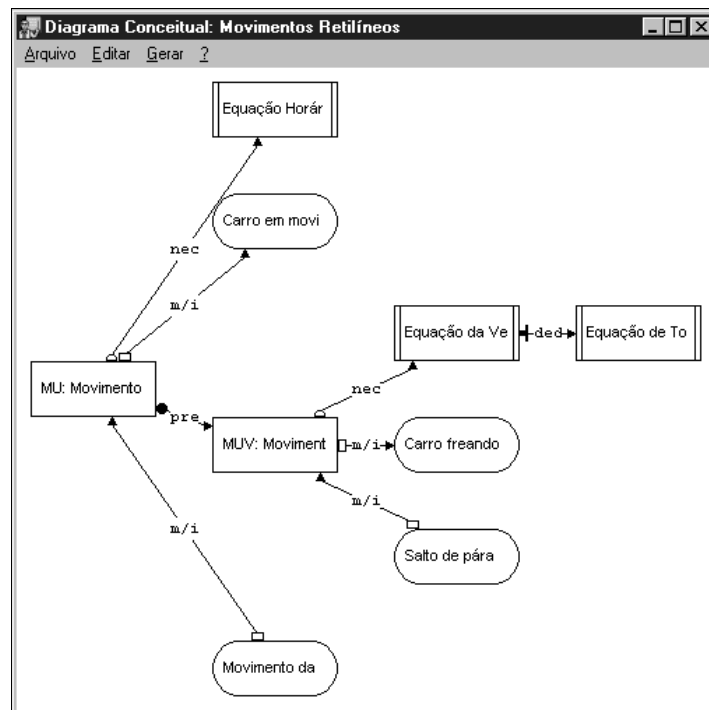 Diagrama Conceitual: Movimentos Retilíneos
Arquivo Editar Gerar ?
Equação Horár
Carro em movi
nec
m/i
Equação da Ve
ded
Equação de To
MU: Movimento
pre
nec
MUV: Moviment
m/i
Carro freando
m/i
Salto de pára
m/i
Movimento da